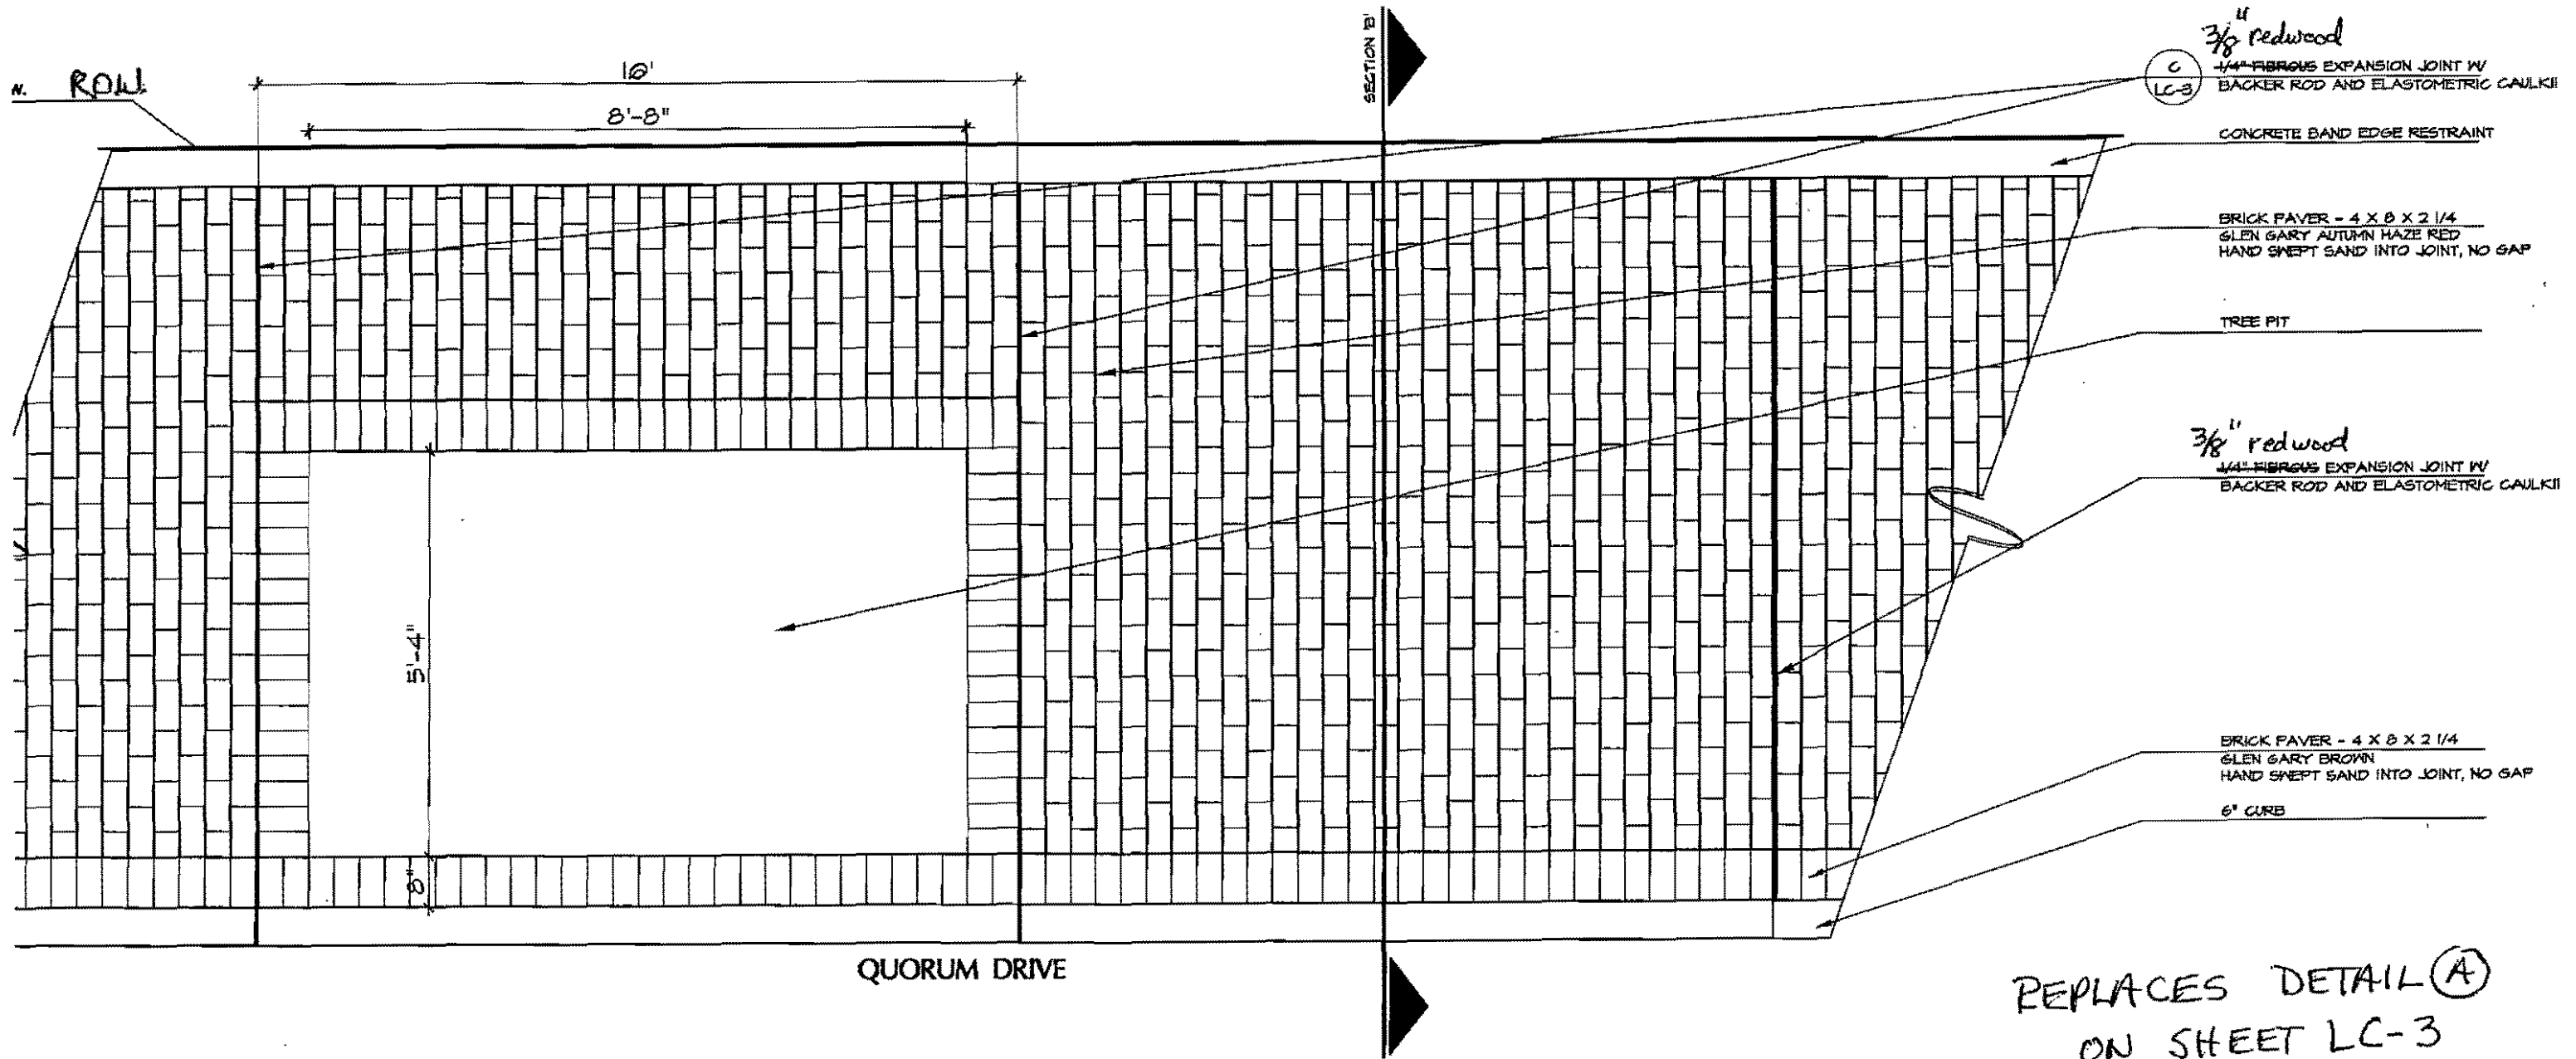 N. ROW
16'
8'-8"
SECTION 'B'
3/8" redwood
C
LC-3
1/4" FIBROUS EXPANSION JOINT W/
BACKER ROD AND ELASTOMETRIC CAULKI
CONCRETE BAND EDGE RESTRAINT
BRICK PAVER - 4 X 8 X 2 1/4
GLEN GARY AUTUMN HAZE RED
HAND SWEPT SAND INTO JOINT, NO GAP
TREE PIT
3/8" redwood
1/4" FIBROUS EXPANSION JOINT W/
BACKER ROD AND ELASTOMETRIC CAULKI
5'-4"
BRICK PAVER - 4 X 8 X 2 1/4
GLEN GARY BROWN
HAND SWEPT SAND INTO JOINT, NO GAP
6" CURB
8"
QUORUM DRIVE
REPLACES DETAIL A
ON SHEET LC-3